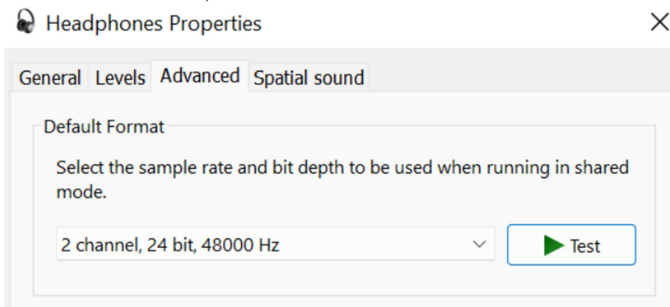 Headphones Properties
General Levels Advanced Spatial sound
Default Format
Select the sample rate and bit depth to be used when running in shared
mode.
2 channel, 24 bit, 48000 Hz
Test